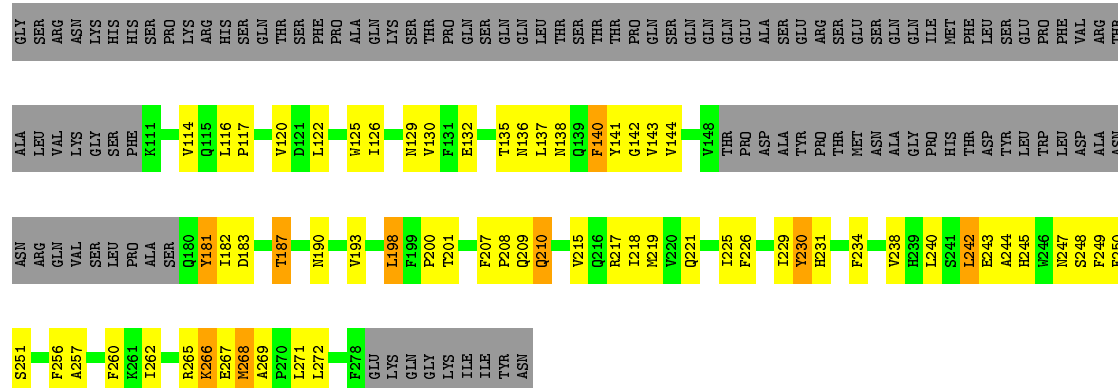 GLY SER ARG ASN LYS HIS HIS SER PRO LYS ARG HIS SER GLN THR SER PHE PRO ALA GLN LYS SER THR PRO GLN SER GLN GLN LEU THR THR THR PRO GLN SER GLN GLN GLU ALA SER GLU ARG SER GLU SER GLN GLN ILE MET PHE LEU SER GLU PRO PHE VAL ARG THR
ALA LEU VAL LYS GLY SER PHE K111 V114 Q115 L116 P117 V120 D121 L122 W125 I126 N129 V130 F131 E132 T135 N136 L137 N138 Q139 F140 Y141 G142 V143 V144 V148 THR PRO ASP ALA TYR PRO THR MET ASN ALA GLY PRO HIS THR ASP TYR LEU TRP LEU ASP ALA ASN
ASN ARG GLN VAL SER LEU PRO ALA SER Q180 Y181 I182 D183 T187 N190 V193 L198 F199 P200 T201 F207 P208 Q209 Q210 V215 Q216 R217 I218 M219 V220 Q221 I225 F226 I229 Y230 H231 F234 V238 H239 L240 S241 L242 E243 A244 H245 W246 N247 S248 F249
S251 F256 A257 F260 K261 I262 R265 K266 E267 M268 A269 P270 L271 L272 F278 GLU LYS GLN GLY LYS ILE ILE TYR ASN